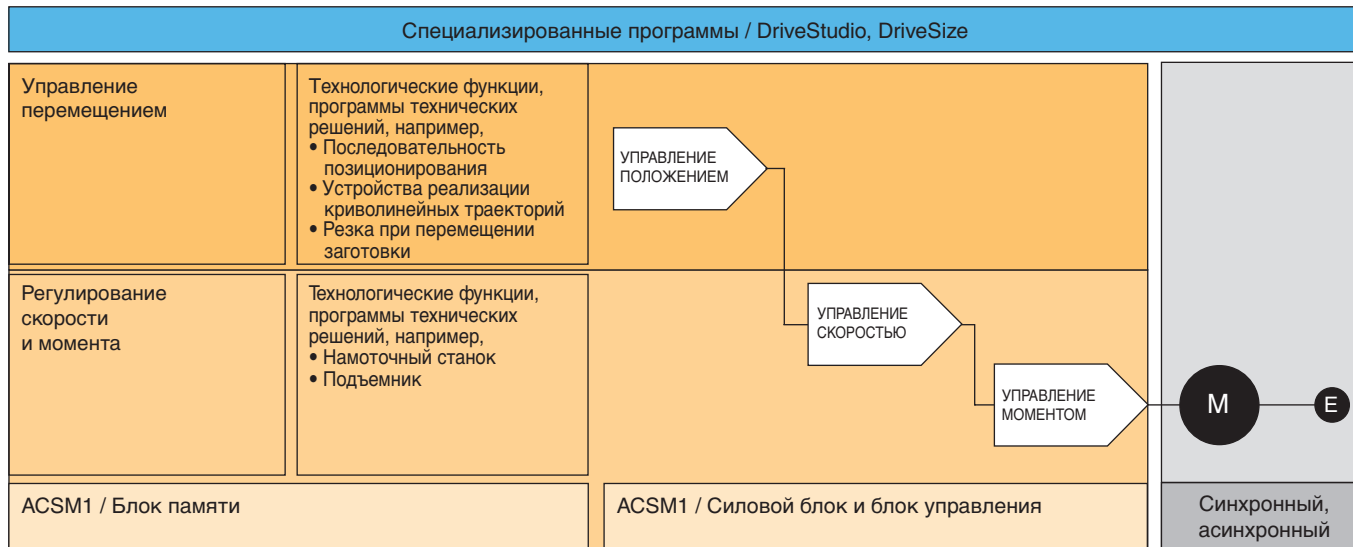 Специализированные программы / DriveStudio, DriveSize
Управление
перемещением
Технологические функции,
программы технических
решений, например,
• Последовательность
позиционирования
• Устройства реализации
криволинейных траекторий
• Резка при перемещении
заготовки
УПРАВЛЕНИЕ
ПОЛОЖЕНИЕМ
Регулирование
скорости
и момента
Технологические функции,
программы технических
решений, например,
• Намоточный станок
• Подъемник
УПРАВЛЕНИЕ
СКОРОСТЬЮ
УПРАВЛЕНИЕ
МОМЕНТОМ
M
E
ACSM1 / Блок памяти
ACSM1 / Силовой блок и блок управления
Синхронный,
асинхронный